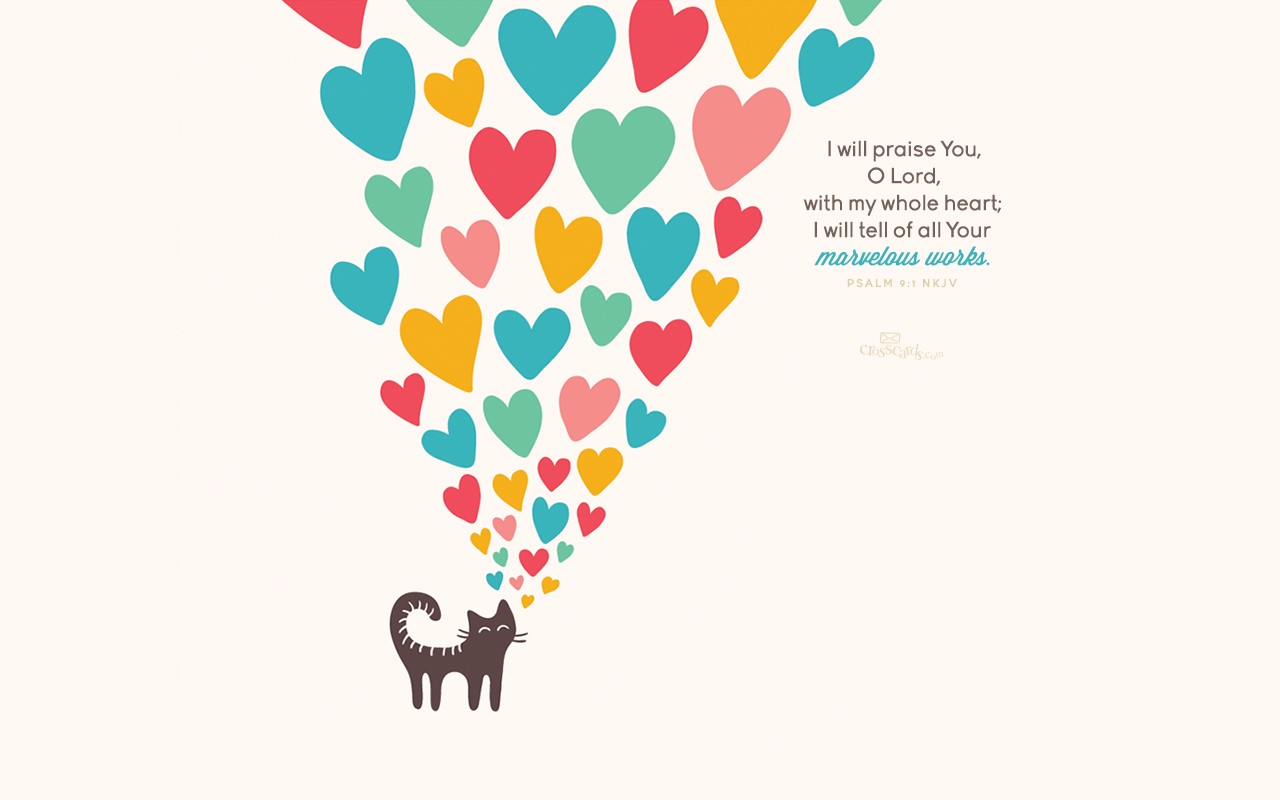 I will praise You,
O Lord,
with my whole heart;
I will tell of all Your
marvelous works.
PSALM 9:1 NKJV
crosscards.com